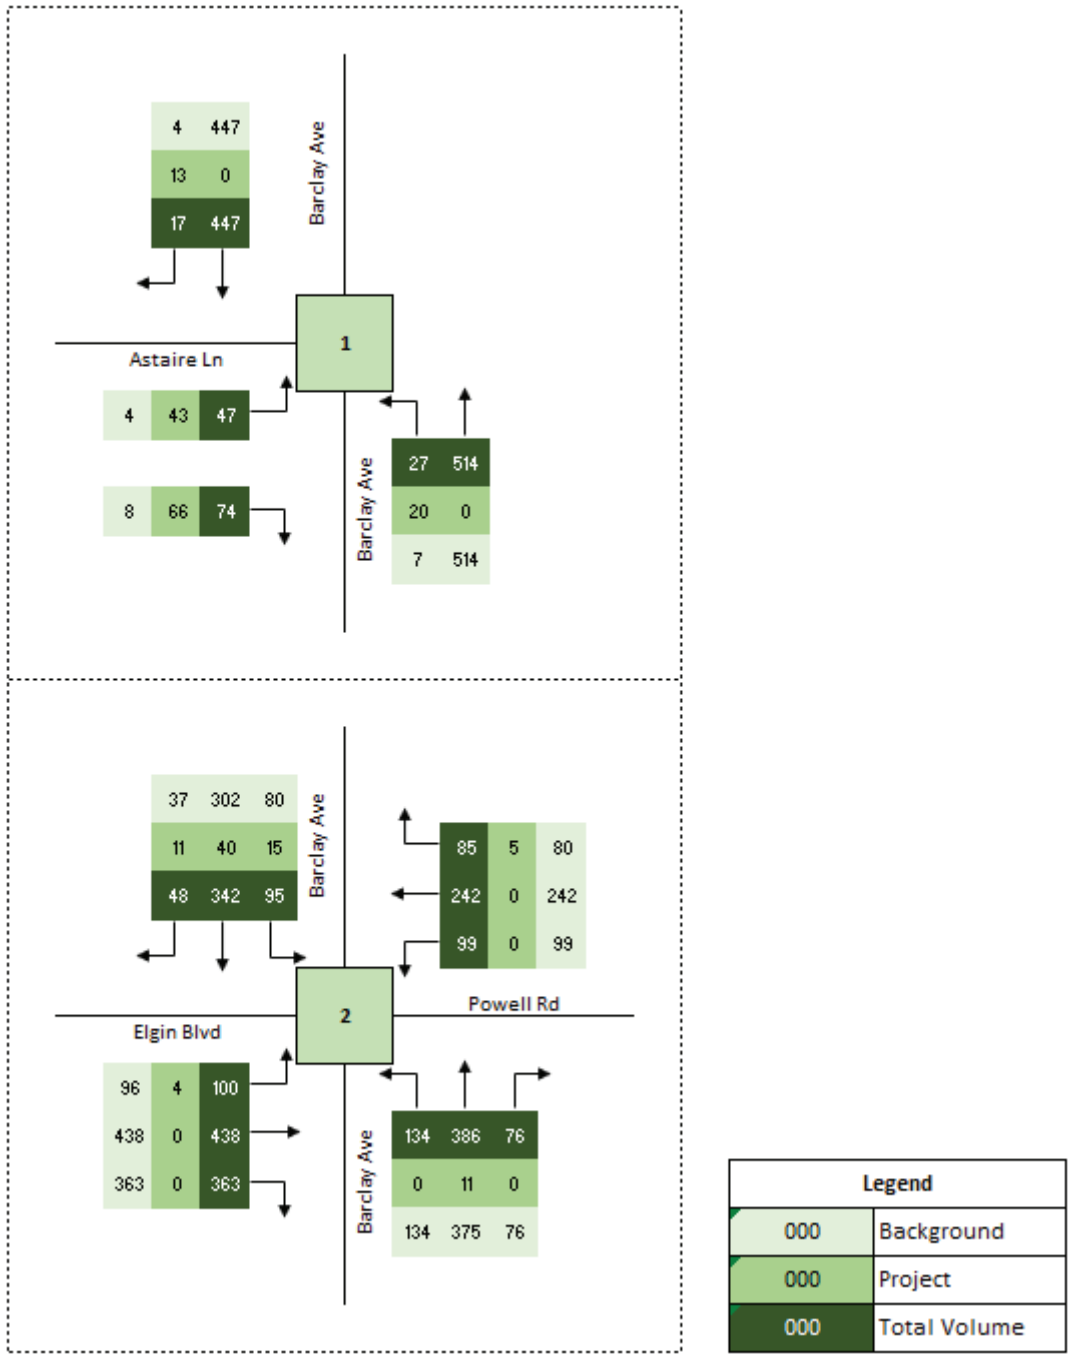 4 447
13 0
17 447
Barclay Ave
1
Astaire Ln
4 43 47
8 66 74
Barclay Ave
27 514
20 0
7 514
37 302 80
11 40 15
48 342 95
Barclay Ave
85 5 80
242 0 242
99 0 99
2
Powell Rd
Elgin Blvd
96 4 100
438 0 438
363 0 363
Barclay Ave
134 386 76
0 11 0
134 375 76
Legend
000 Background
000 Project
000 Total Volume